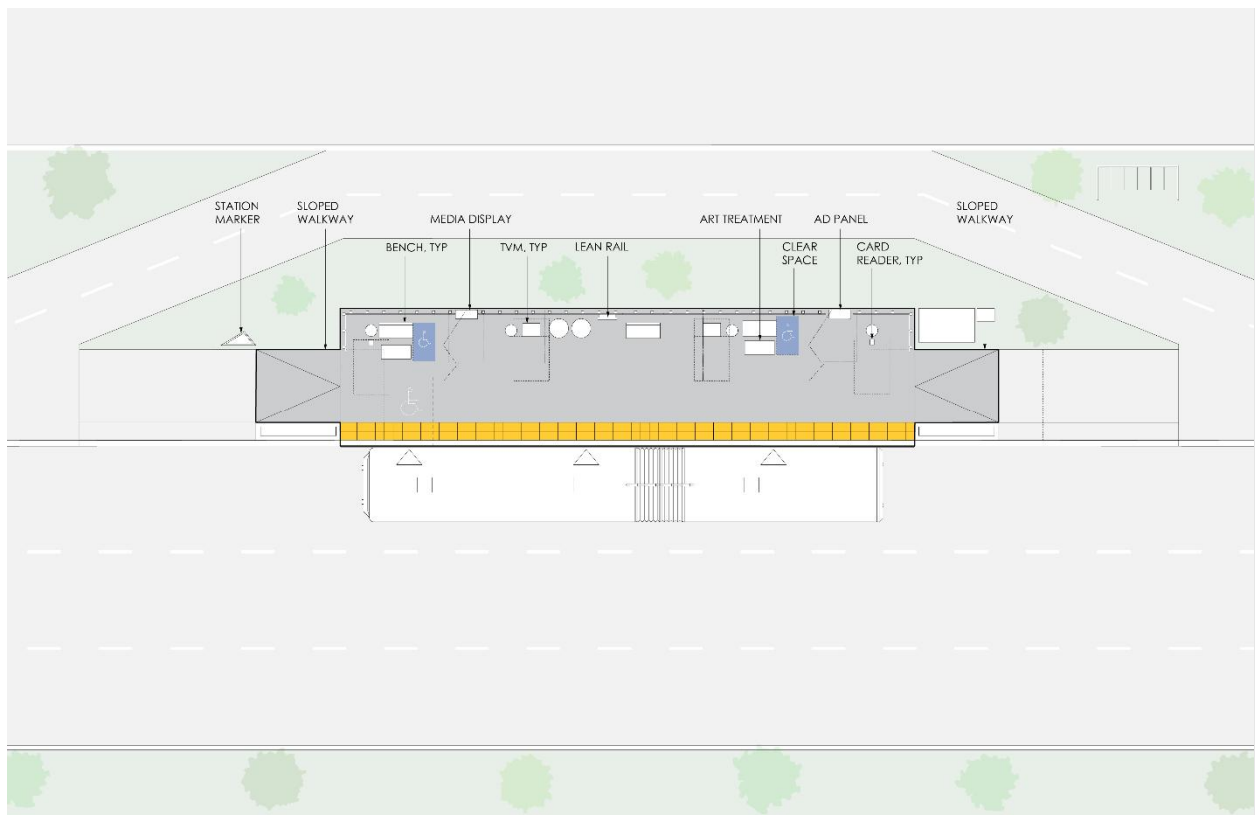 STATION
MARKER
SLOPED
WALKWAY
MEDIA DISPLAY
ART TREATMENT
AD PANEL
SLOPED
WALKWAY
BENCH, TYP
TVM, TYP
LEAN RAIL
CLEAR
SPACE
CARD
READER, TYP